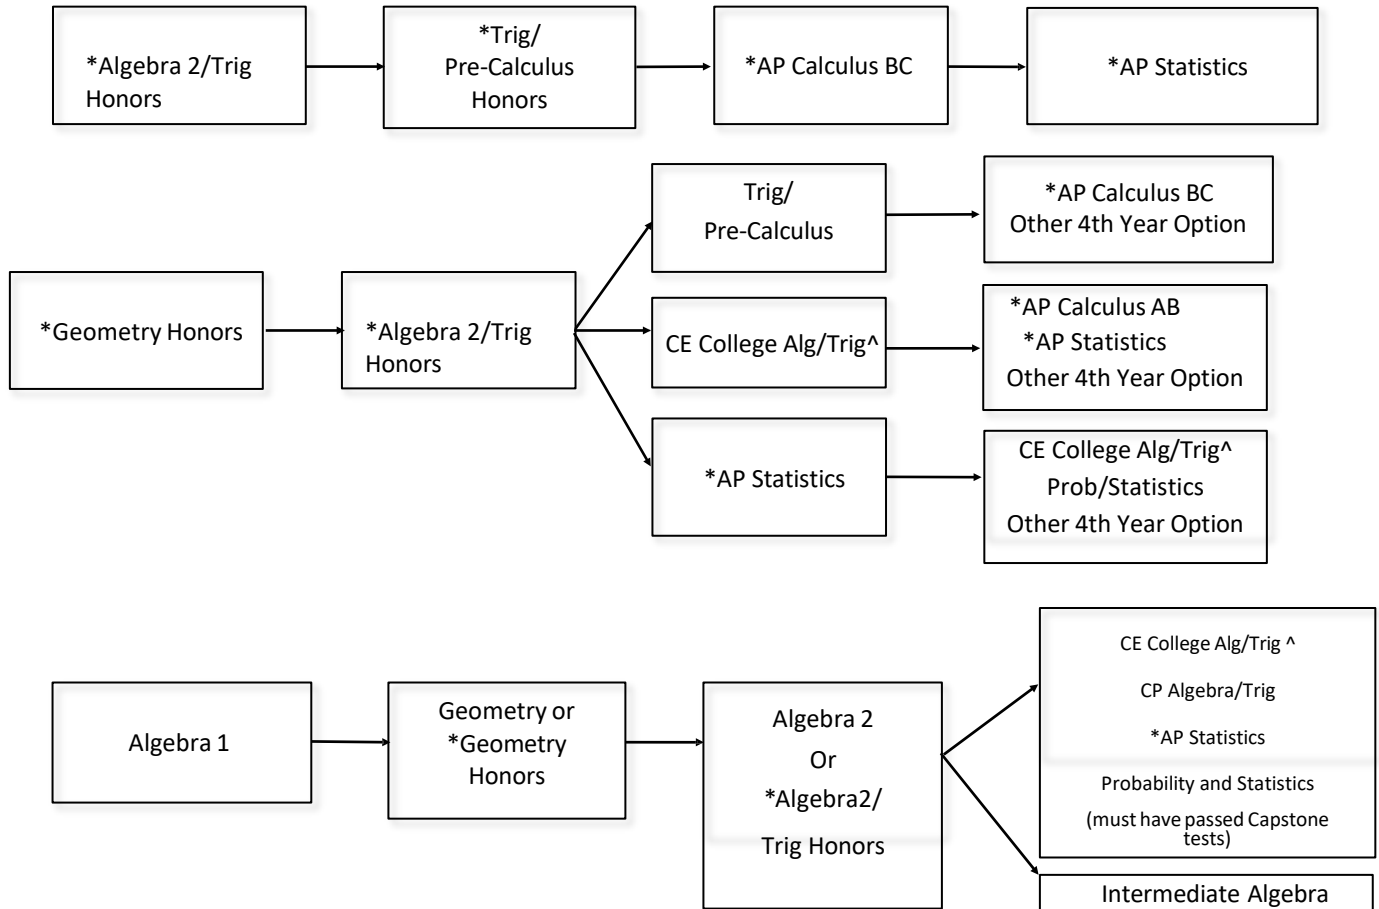 *Algebra 2/Trig
Honors
*Trig/
Pre-Calculus
Honors
*AP Calculus BC
*AP Statistics
*Geometry Honors
*Algebra 2/Trig
Honors
Trig/
Pre-Calculus
*AP Calculus BC
Other 4th Year Option
CE College Alg/Trig^
*AP Calculus AB
*AP Statistics
Other 4th Year Option
*AP Statistics
CE College Alg/Trig^
Prob/Statistics
Other 4th Year Option
Algebra 1
Geometry or
*Geometry
Honors
Algebra 2
Or
*Algebra2/
Trig Honors
CE College Alg/Trig ^
CP Algebra/Trig
*AP Statistics
Probability and Statistics
(must have passed Capstone
tests)
Intermediate Algebra